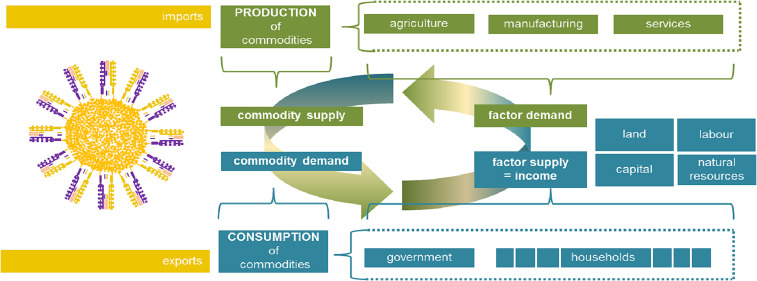 imports
PRODUCTION
of
commodities
agriculture
manufacturing
services
commodity supply
factor demand
land
labour
commodity demand
factor supply
= income
capital
natural
resources
CONSUMPTION
of
commodities
exports
government
households